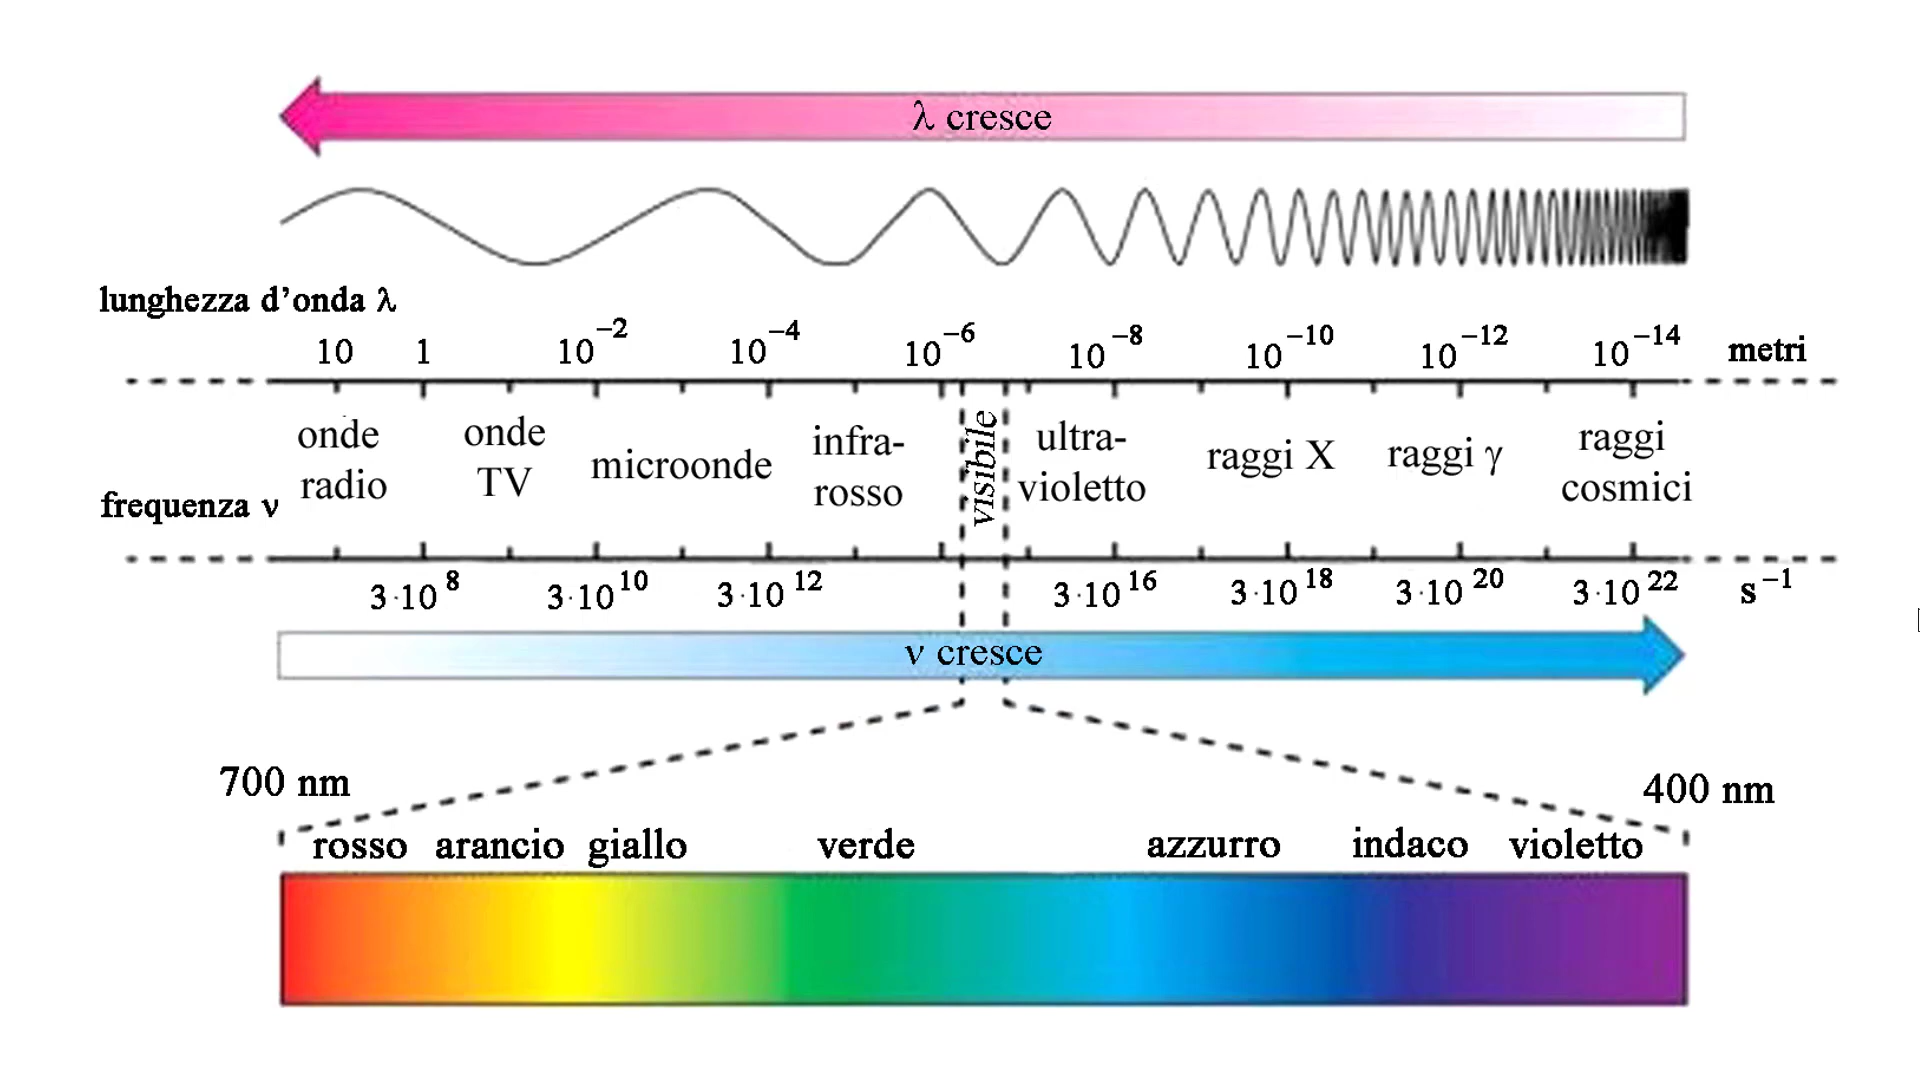 λ cresce
lunghezza d’onda λ
10 1 10⁻² 10⁻⁴ 10⁻⁶ 10⁻⁸ 10⁻¹⁰ 10⁻¹² 10⁻¹⁴ metri
onde radio
onde TV
microonde
infra-
rosso
visibile
ultra-
violetto
raggi X
raggi γ
raggi cosmici
frequenza ν
3·10⁸ 3·10¹⁰ 3·10¹² 3·10¹⁶ 3·10¹⁸ 3·10²⁰ 3·10²² s⁻¹
ν cresce
700 nm 400 nm
rosso arancio giallo verde azzurro indaco violetto